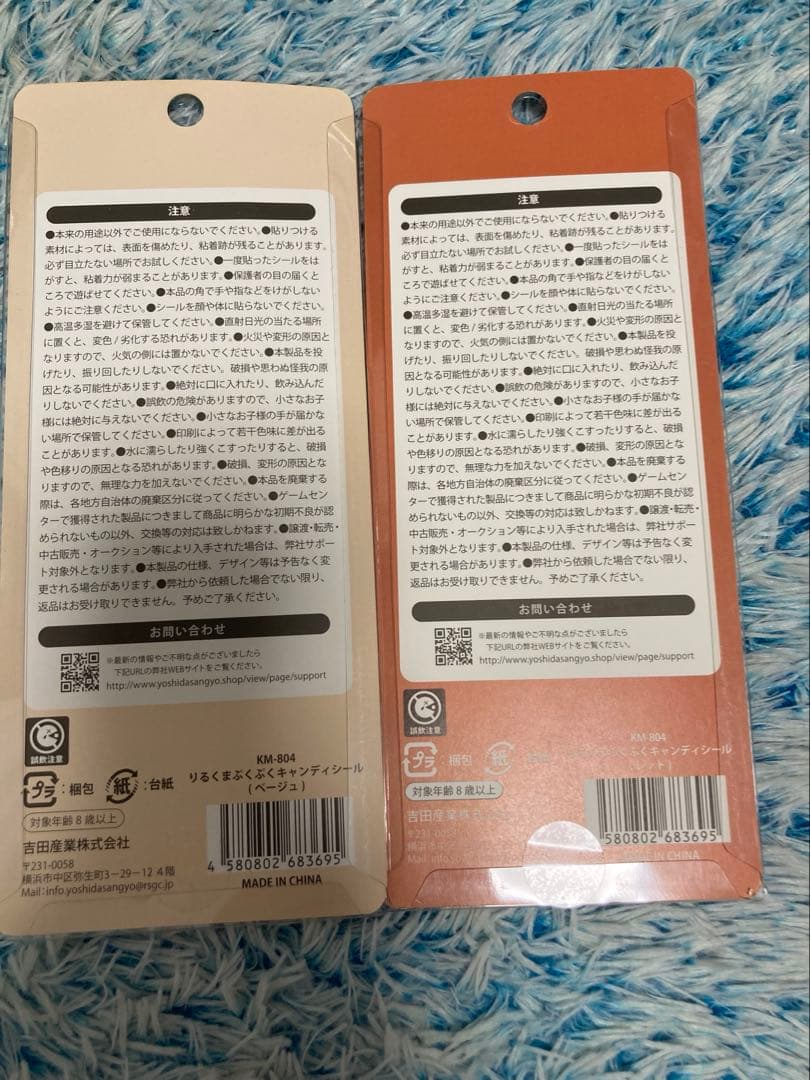 注意
●本来の用途以外でご使用にならないでください。●貼りつける
素材によっては、表面を傷めたり、粘着跡が残ることがあります。
必ず目立たない場所でお試しください。●一度貼ったシールをは
がすと、粘着力が弱まることがあります。●保護者の目の届くと
ころで遊ばせてください。●本品の角で手や指などをけがしない
ようにご注意ください。●シールを顔や体に貼らないでください。
●高温多湿を避けて保管してください。●直射日光の当たる場所
に置くと、変色/劣化する恐れがあります。●火災や変形の原因と
なりますので、火気の側には置かないでください。●本製品を投
げたり、振り回したりしないでください。破損や思わぬ怪我の原
因となる可能性があります。●絶対に口に入れたり、飲み込んだ
りしないでください。●誤飲の危険がありますので、小さなお子
様には絶対に与えないでください。●小さなお子様の手が届かな
い場所で保管してください。●印刷によって若干色味に差が出る
ことがあります。●水に濡らしたり強くこすったりすると、破損
や色移りの原因となる恐れがあります。●破損、変形の原因とな
りますので、無理な力を加えないでください。●本品を廃棄する
際は、各地方自治体の廃棄区分に従ってください。●ゲームセン
ターで獲得された製品につきまして商品に明らかな初期不良が認
められないもの以外、交換等の対応は致しかねます。●譲渡・転売・
中古販売・オークション等により入手された場合は、弊社サポー
ト対象外となります。●本製品の仕様、デザイン等は予告なく変
更される場合があります。●弊社から依頼した場合でない限り、
返品はお受け取りできません。予めご了承ください。
お問い合わせ
※最新の情報やご不明な点がございましたら
下記URLの弊社WEBサイトをご覧ください。
http://www.yoshidasangyo.shop/view/page/support
誤飲注意
プラ:梱包 紙:台紙
対象年齢8歳以上
吉田産業株式会社
〒231-0058
横浜市中区弥生町3-29-12 4階
Mail:info.yoshidasangyo@rsgc.jp
KM-804
りるくまぷくぷくキャンディシール
(ベージュ)
4 580802 683695
MADE IN CHINA
注意
●本来の用途以外でご使用にならないでください。●貼りつける
素材によっては、表面を傷めたり、粘着跡が残ることがあります。
必ず目立たない場所でお試しください。●一度貼ったシールをは
がすと、粘着力が弱まることがあります。●保護者の目の届くと
ころで遊ばせてください。●本品の角で手や指などをけがしない
ようにご注意ください。●シールを顔や体に貼らないでください。
●高温多湿を避けて保管してください。●直射日光の当たる場所
に置くと、変色/劣化する恐れがあります。●火災や変形の原因と
なりますので、火気の側には置かないでください。●本製品を投
げたり、振り回したりしないでください。破損や思わぬ怪我の原
因となる可能性があります。●絶対に口に入れたり、飲み込んだ
りしないでください。●誤飲の危険がありますので、小さなお子
様には絶対に与えないでください。●小さなお子様の手が届かな
い場所で保管してください。●印刷によって若干色味に差が出る
ことがあります。●水に濡らしたり強くこすったりすると、破損
や色移りの原因となる恐れがあります。●破損、変形の原因とな
りますので、無理な力を加えないでください。●本品を廃棄する
際は、各地方自治体の廃棄区分に従ってください。●ゲームセン
ターで獲得された製品につきまして商品に明らかな初期不良が認
められないもの以外、交換等の対応は致しかねます。●譲渡・転売・
中古販売・オークション等により入手された場合は、弊社サポー
ト対象外となります。●本製品の仕様、デザイン等は予告なく変
更される場合があります。●弊社から依頼した場合でない限り、
返品はお受け取りできません。予めご了承ください。
お問い合わせ
※最新の情報やご不明な点がございましたら
下記URLの弊社WEBサイトをご覧ください。
http://www.yoshidasangyo.shop/view/page/support
誤飲注意
プラ:梱包 紙
対象年齢8歳以上
吉田産業株式会社
〒231-0058
横浜市中
KM-804
ぷくキャンディシール
580802 683695
MADE IN CHINA